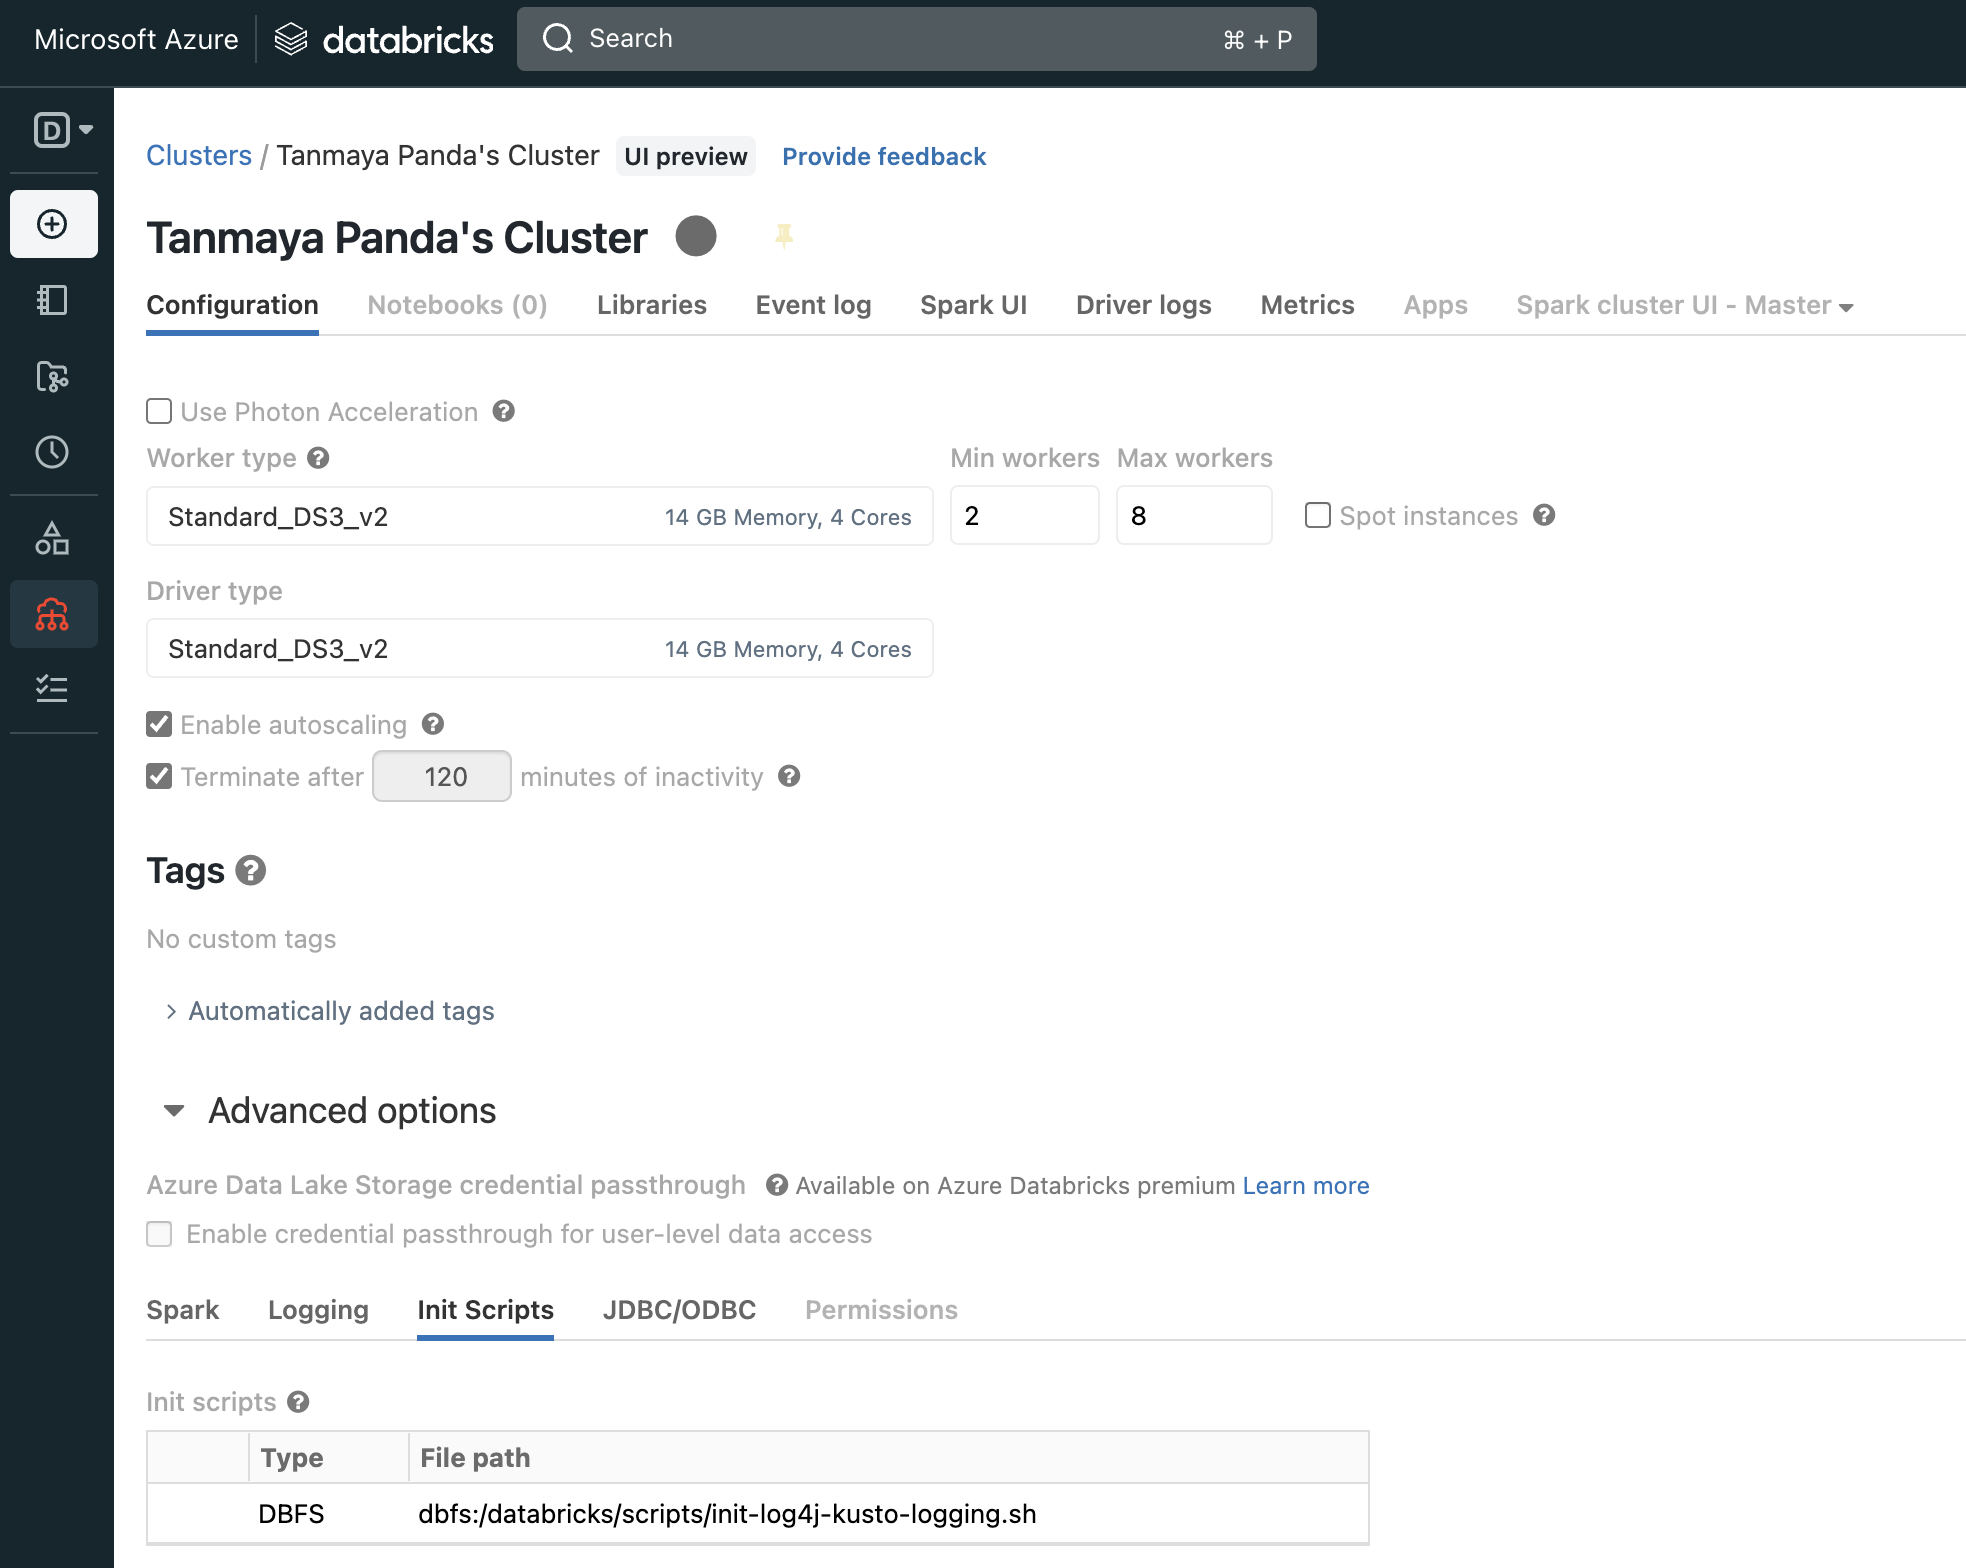 Microsoft Azure databricks Search ⌘ + P
D
Clusters / Tanmaya Panda's Cluster UI preview Provide feedback
Tanmaya Panda's Cluster
Configuration Notebooks (0) Libraries Event log Spark UI Driver logs Metrics Apps Spark cluster UI - Master
Use Photon Acceleration ?
Worker type ? Min workers Max workers
Standard_DS3_v2 14 GB Memory, 4 Cores 2 8 Spot instances ?
Driver type
Standard_DS3_v2 14 GB Memory, 4 Cores
Enable autoscaling ?
Terminate after 120 minutes of inactivity ?
Tags ?
No custom tags
> Automatically added tags
Advanced options
Azure Data Lake Storage credential passthrough ? Available on Azure Databricks premium Learn more
Enable credential passthrough for user-level data access
Spark Logging Init Scripts JDBC/ODBC Permissions
Init scripts ?
Type File path
DBFS dbfs:/databricks/scripts/init-log4j-kusto-logging.sh